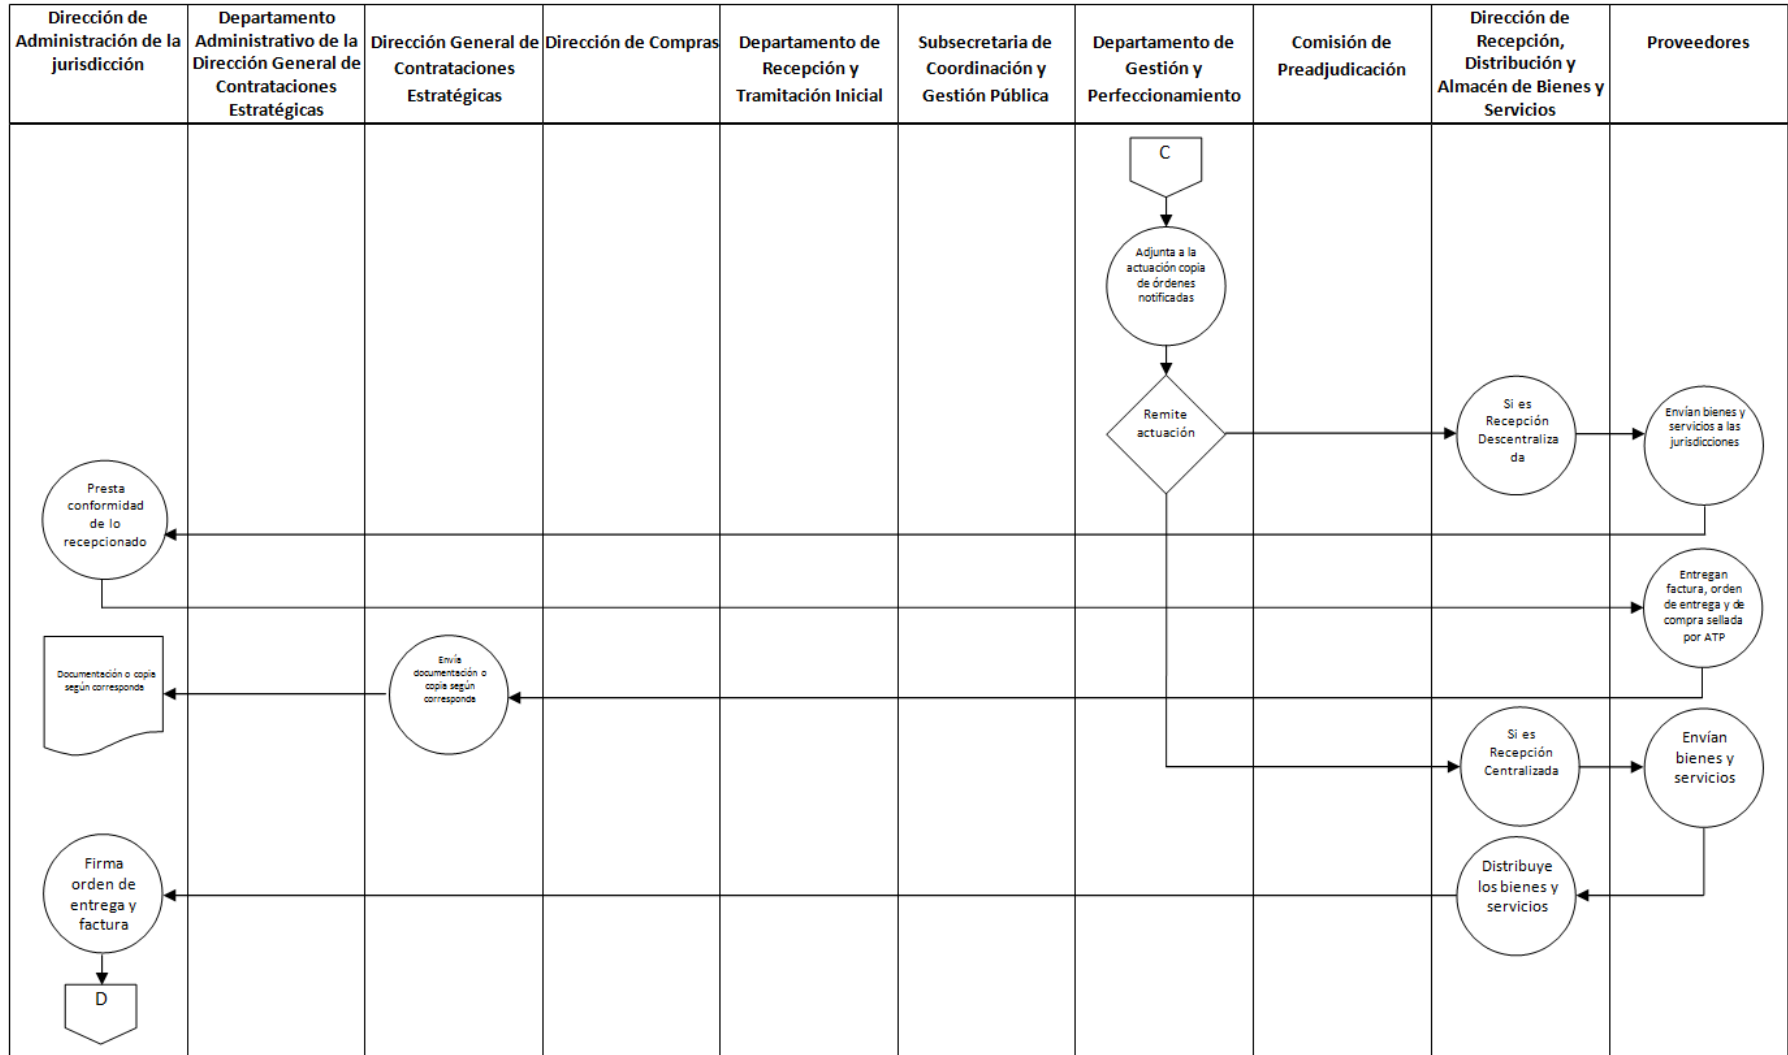 Dirección de
Administración de la
jurisdicción
Departamento
Administrativo de la
Dirección General de
Contrataciones
Estratégicas
Dirección General de
Contrataciones
Estratégicas
Dirección de Compras
Departamento de
Recepción y
Tramitación Inicial
Subsecretaria de
Coordinación y
Gestión Pública
Departamento de
Gestión y
Perfeccionamiento
Comisión de
Preadjudicación
Dirección de
Recepción,
Distribución y
Almacén de Bienes y
Servicios
Proveedores
C
Adjunta a la
actuación copia
de órdenes
notificadas
Remite
actuación
Si es
Recepción
Descentraliza
da
Envían bienes y
servicios a las
jurisdicciones
Presta
conformidad
de lo
recepcionado
Entregan
factura, orden
de entrega y de
compra sellada
por ATP
Envía
documentación o
copia según
corresponda
Documentación o copia
según corresponda
Si es
Recepción
Centralizada
Envían
bienes y
servicios
Distribuye
los bienes y
servicios
Firma
orden de
entrega y
factura
D